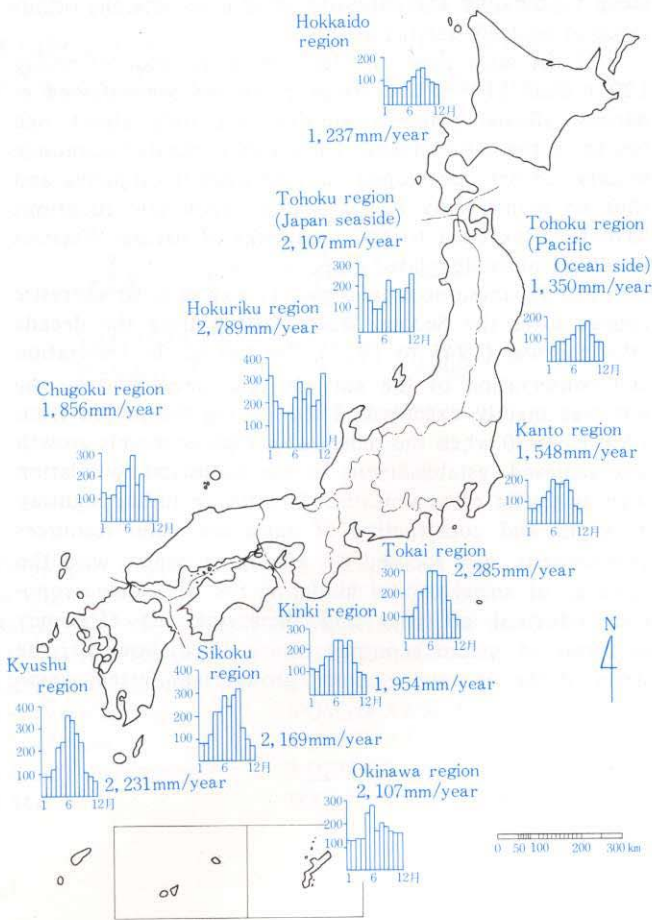 Hokkaido
region
200
100
1 6 12月
1,237mm/year
Tohoku region
(Japan seaside)
2,107mm/year
300
200
100
1 6 12月
Tohoku region
(Pacific
Ocean side)
1,350mm/year
200
100
1 6 12月
Hokuriku region
2,789mm/year
400
300
200
100
1 6 12月
Chugoku region
1,856mm/year
300
200
100
1 6 12月
Kanto region
1,548mm/year
200
100
1 6 12月
Tokai region
2,285mm/year
300
200
100
1 6 12月
Kinki region
300
200
100
1 6 12月
1,954mm/year
Kyushu
region
400
300
200
100
1 6 12月
2,231mm/year
Sikoku
region
400
300
200
100
1 6 12月
2,169mm/year
Okinawa region
2,107mm/year
300
200
100
1 6 12月
N
0 50 100 200 300km